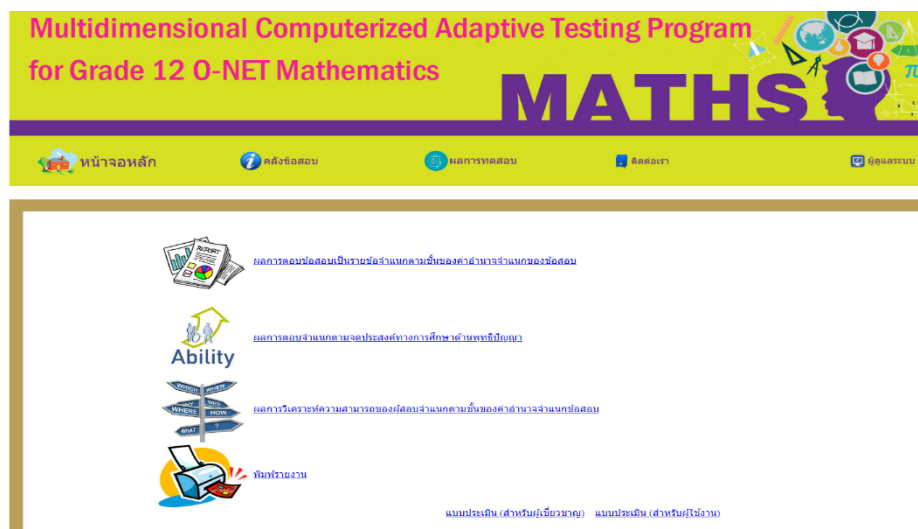 Multidimensional Computerized Adaptive Testing Program
for Grade 12 O-NET Mathematics
MATHS
π
หน้าจอหลัก
คลังข้อสอบ
ผลการทดสอบ
ติดต่อเรา
ผู้ดูแลระบบ
REPORT
ผลการตอบข้อสอบเป็นรายข้อจำแนกตามชั้นของค่าอำนาจจำแนกของข้อสอบ
Ability
ผลการตอบจำแนกตามจุดประสงค์ทางการศึกษาด้านพุทธิปัญญา
WHICH WHEN
WHY WHO
WHERE HOW
WHAT ?
ผลการวิเคราะห์ความสามารถของผู้สอบจำแนกตามชั้นของค่าอำนาจจำแนกข้อสอบ
พิมพ์รายงาน
แบบประเมิน (สำหรับผู้เชี่ยวชาญ) แบบประเมิน (สำหรับผู้ใช้งาน)